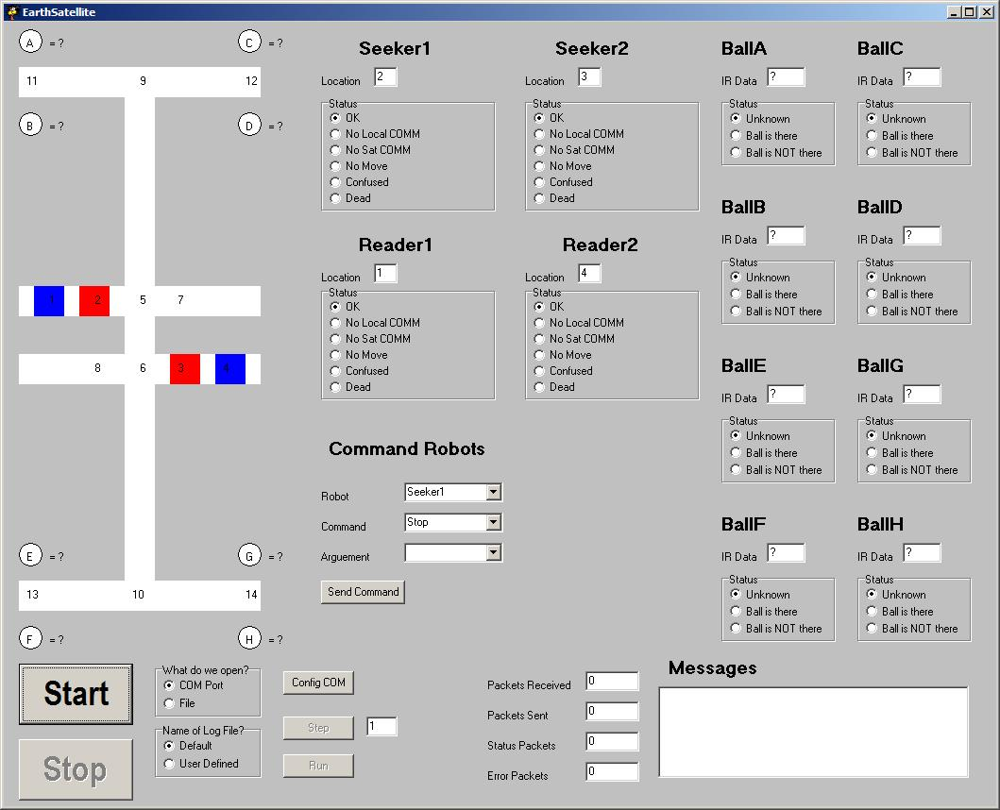 EarthSatellite
A = ?
C = ?
11 9 12
B = ?
D = ?
1 2 5 7
8 6 3 4
E = ?
G = ?
13 10 14
F = ?
H = ?
Seeker1
Location 2
Status
OK
No Local COMM
No Sat COMM
No Move
Confused
Dead
Seeker2
Location 3
Status
OK
No Local COMM
No Sat COMM
No Move
Confused
Dead
Reader1
Location 1
Status
OK
No Local COMM
No Sat COMM
No Move
Confused
Dead
Reader2
Location 4
Status
OK
No Local COMM
No Sat COMM
No Move
Confused
Dead
Command Robots
Robot Seeker1
Command Stop
Arguement
Send Command
BallA
IR Data ?
Status
Unknown
Ball is there
Ball is NOT there
BallC
IR Data ?
Status
Unknown
Ball is there
Ball is NOT there
BallB
IR Data ?
Status
Unknown
Ball is there
Ball is NOT there
BallD
IR Data ?
Status
Unknown
Ball is there
Ball is NOT there
BallE
IR Data ?
Status
Unknown
Ball is there
Ball is NOT there
BallG
IR Data ?
Status
Unknown
Ball is there
Ball is NOT there
BallF
IR Data ?
Status
Unknown
Ball is there
Ball is NOT there
BallH
IR Data ?
Status
Unknown
Ball is there
Ball is NOT there
Start
Stop
What do we open?
COM Port
File
Name of Log File?
Default
User Defined
Config COM
Step 1
Run
Packets Received 0
Packets Sent 0
Status Packets 0
Error Packets 0
Messages